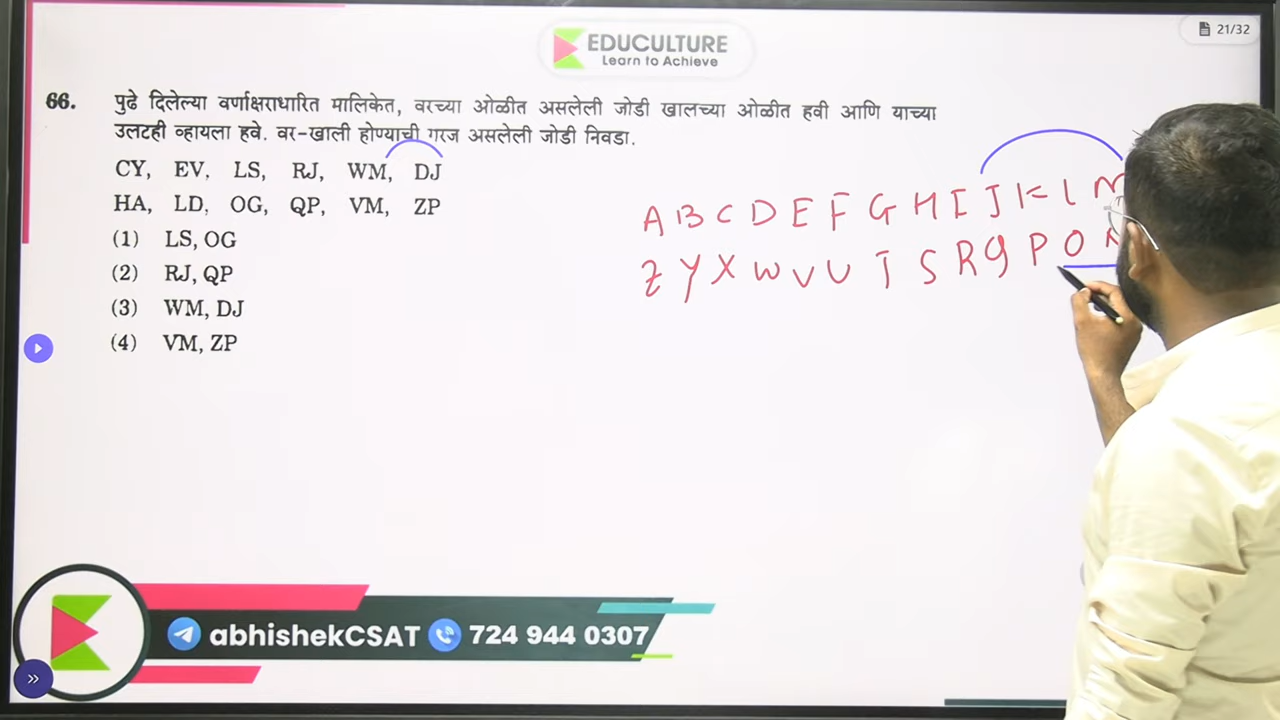 EDUCULTURE
Learn to Achieve
21/32
66. पुढे दिलेल्या वर्णाक्षराधारित मालिकेत, वरच्या ओळीत असलेली जोडी खालच्या ओळीत हवी आणि याच्या
उलटही व्हायला हवे. वर-खाली होण्याची गरज असलेली जोडी निवडा.
CY, EV, LS, RJ, WM, DJ
HA, LD, OG, QP, VM, ZP
(1) LS, OG
(2) RJ, QP
(3) WM, DJ
(4) VM, ZP
A B C D E F G H I J K L M
Z Y X W V U T S R Q P O
abhishekCSAT 724 944 0307